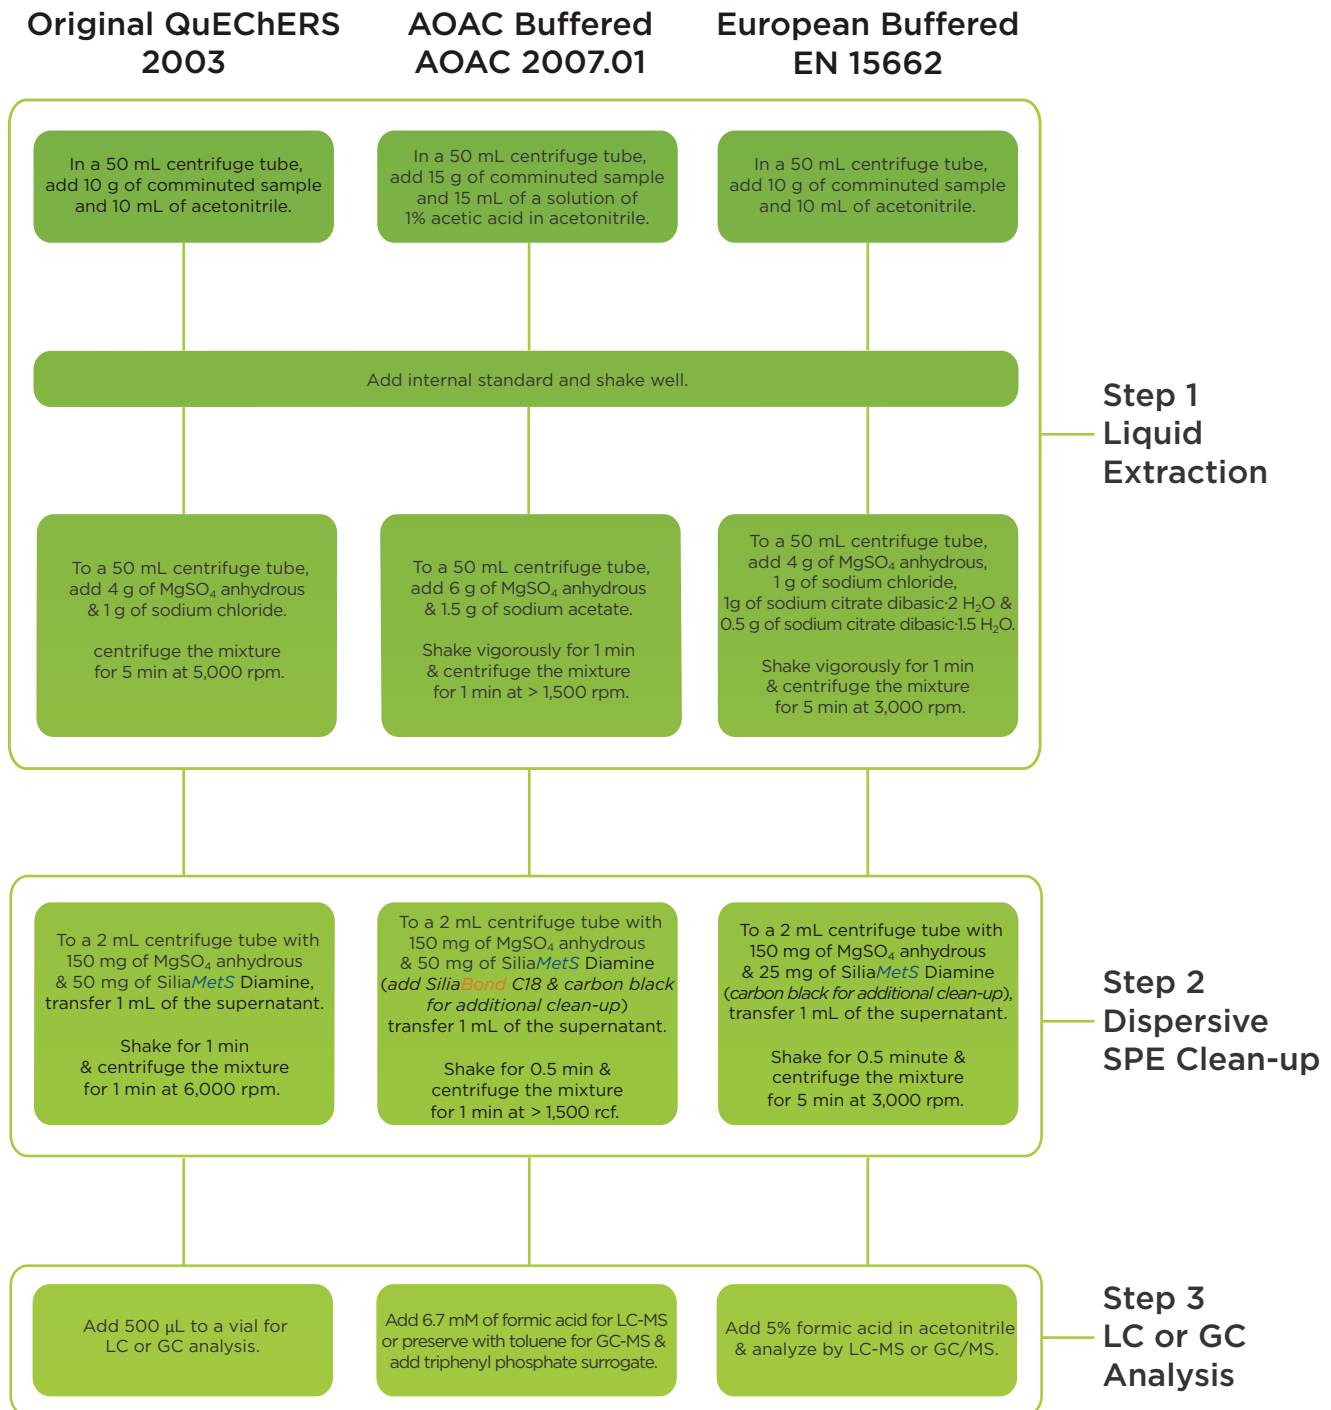 Original QuEChERS
2003
AOAC Buffered
AOAC 2007.01
European Buffered
EN 15662
In a 50 mL centrifuge tube,
add 10 g of comminuted sample
and 10 mL of acetonitrile.
In a 50 mL centrifuge tube,
add 15 g of comminuted sample
and 15 mL of a solution of
1% acetic acid in acetonitrile.
In a 50 mL centrifuge tube,
add 10 g of comminuted sample
and 10 mL of acetonitrile.
Add internal standard and shake well.
Step 1
Liquid
Extraction
To a 50 mL centrifuge tube,
add 4 g of MgSO₄ anhydrous
& 1 g of sodium chloride.
centrifuge the mixture
for 5 min at 5,000 rpm.
To a 50 mL centrifuge tube,
add 6 g of MgSO₄ anhydrous
& 1.5 g of sodium acetate.
Shake vigorously for 1 min
& centrifuge the mixture
for 1 min at > 1,500 rpm.
To a 50 mL centrifuge tube,
add 4 g of MgSO₄ anhydrous,
1 g of sodium chloride,
1g of sodium citrate dibasic·2 H₂O &
0.5 g of sodium citrate dibasic·1.5 H₂O.
Shake vigorously for 1 min
& centrifuge the mixture
for 5 min at 3,000 rpm.
To a 2 mL centrifuge tube with
150 mg of MgSO₄ anhydrous
& 50 mg of SiliaMetS Diamine,
transfer 1 mL of the supernatant.
Shake for 1 min
& centrifuge the mixture
for 1 min at 6,000 rpm.
To a 2 mL centrifuge tube with
150 mg of MgSO₄ anhydrous
& 50 mg of SiliaMetS Diamine
(add SiliaBond C18 & carbon black
for additional clean-up)
transfer 1 mL of the supernatant.
Shake for 0.5 min &
centrifuge the mixture
for 1 min at > 1,500 rcf.
To a 2 mL centrifuge tube with
150 mg of MgSO₄ anhydrous
& 25 mg of SiliaMetS Diamine
(carbon black for additional clean-up),
transfer 1 mL of the supernatant.
Shake for 0.5 minute &
centrifuge the mixture
for 5 min at 3,000 rpm.
Step 2
Dispersive
SPE Clean-up
Add 500 µL to a vial for
LC or GC analysis.
Add 6.7 mM of formic acid for LC-MS
or preserve with toluene for GC-MS &
add triphenyl phosphate surrogate.
Add 5% formic acid in acetonitrile
& analyze by LC-MS or GC/MS.
Step 3
LC or GC
Analysis